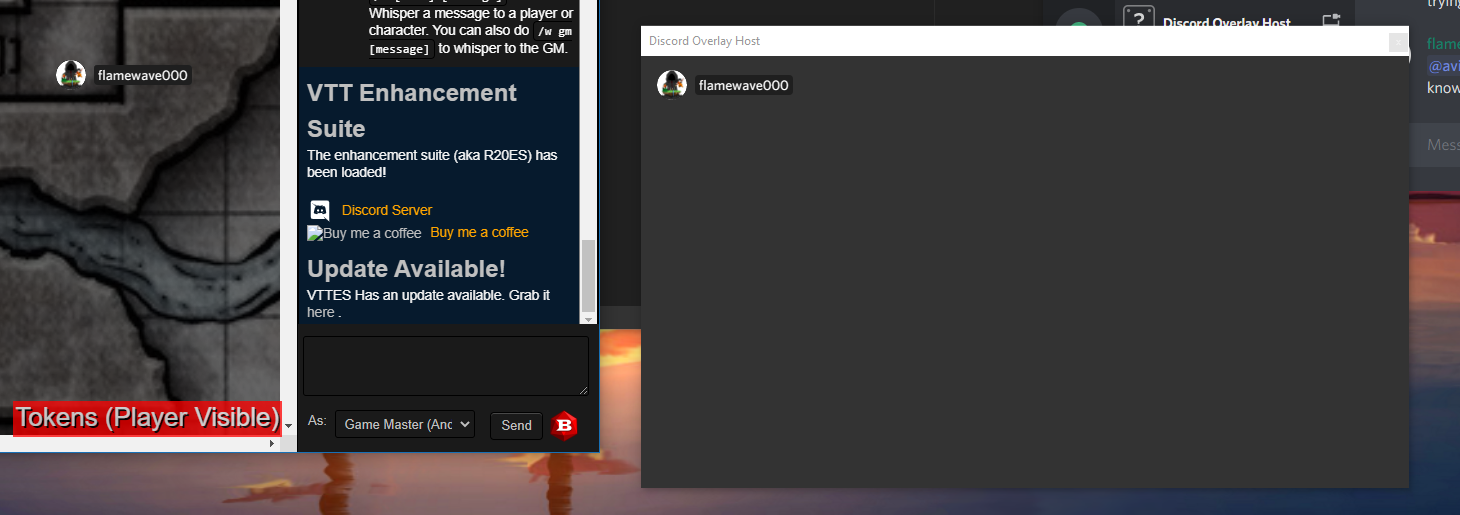 Whisper a message to a player or
character. You can also do /w gm
[message] to whisper to the GM.
flamewave000
VTT Enhancement
Suite
The enhancement suite (aka R20ES) has
been loaded!
Discord Server
Buy me a coffee Buy me a coffee
Update Available!
VTTES Has an update available. Grab it
here .
Tokens (Player Visible)
As:
Game Master (Anc
Send
B
Discord Overlay Host
flamewave000
?
Discord Overlay Host
trying
flame
@avi
know
Mess